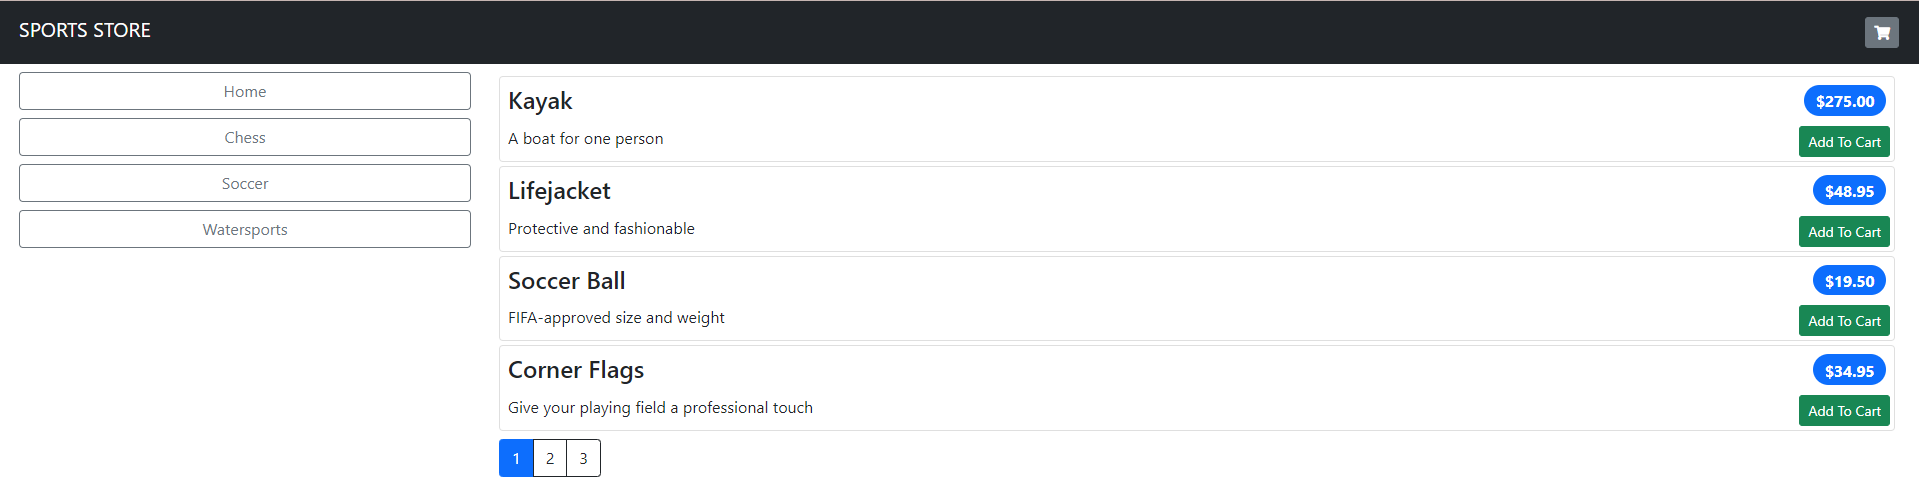 SPORTS STORE
Home
Chess
Soccer
Watersports
Kayak
$275.00
A boat for one person
Add To Cart
Lifejacket
$48.95
Protective and fashionable
Add To Cart
Soccer Ball
$19.50
FIFA-approved size and weight
Add To Cart
Corner Flags
$34.95
Give your playing field a professional touch
Add To Cart
1 2 3